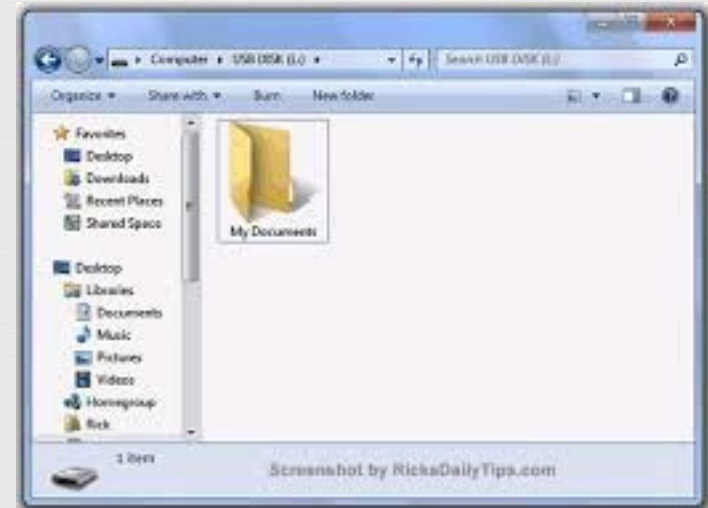 Computer ▸ USB DISK (L:) ▸
Search USB DISK (L:)
Organize ▾ Share with ▾ Burn New folder
Favorites
Desktop
Downloads
Recent Places
Shared Space
Desktop
Libraries
Documents
Music
Pictures
Videos
Homegroup
Rick
My Documents
1 item
Screenshot by RicksDailyTips.com